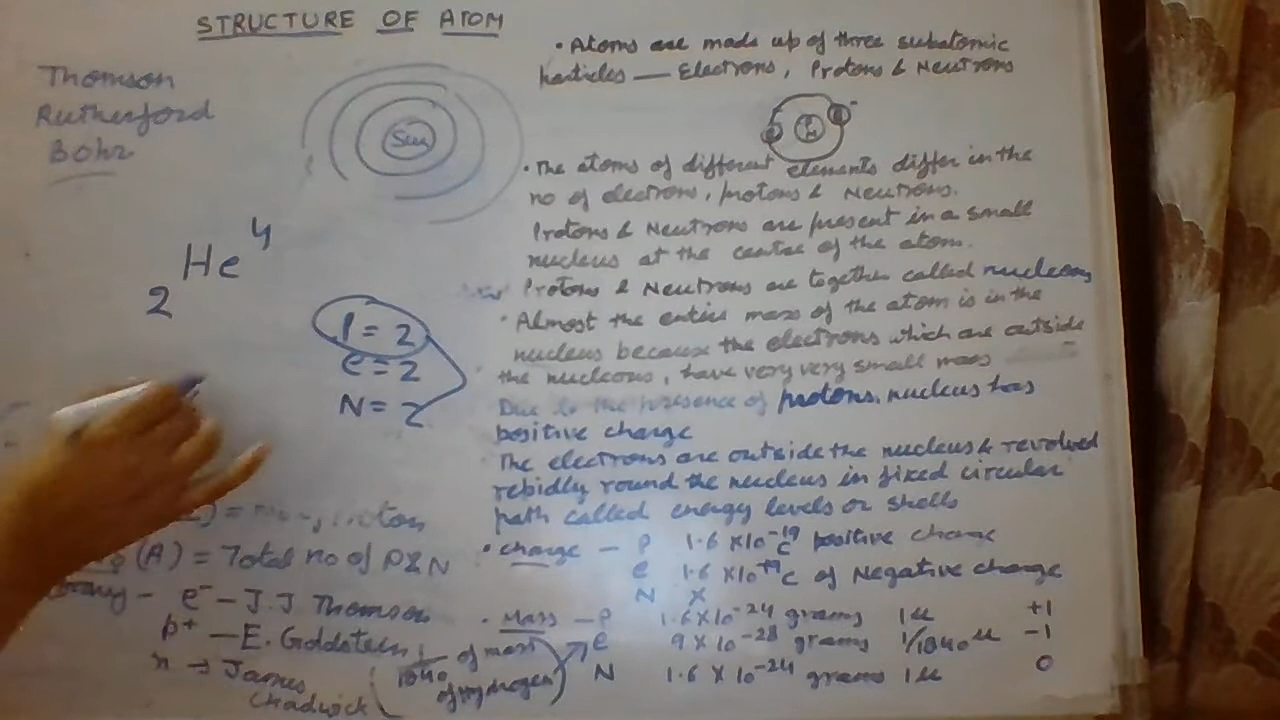 STRUCTURE OF ATOM
Thomson
Rutherford
Bohr
Sun
2 He 4
P = 2
e = 2
N = 2
(Z) = Proton
(A) = Total no of P & N
e⁻ – J.J. Thomson
p⁺ — E. Goldstein
n → James
Chadwick
1/1840 of mass
of Hydrogen
• Atoms are made up of three subatomic
particles — Electrons, Protons & Neutrons
• The atoms of different elements differ in the
no of electrons, protons & Neutrons.
Protons & Neutrons are present in a small
nucleus at the centre of the atom.
Protons & Neutrons are together called nucleons
• Almost the entire mass of the atom is in the
nucleus because the electrons which are outside
the nucleons, have very very small mass
Due to the presence of protons, nucleus has
positive charge
The electrons are outside the nucleus & revolved
rebidly round the nucleus in fixed circular
path called energy levels or shells
• Charge – P 1.6 X10⁻¹⁹ C positive charge
e 1.6 X10⁻¹⁹ C of Negative charge
N X
• Mass – P 1.6 X 10⁻²⁴ grams 1u +1
e 9 X 10⁻²⁸ grams 1/1840 u -1
N 1.6 X 10⁻²⁴ grams 1u 0